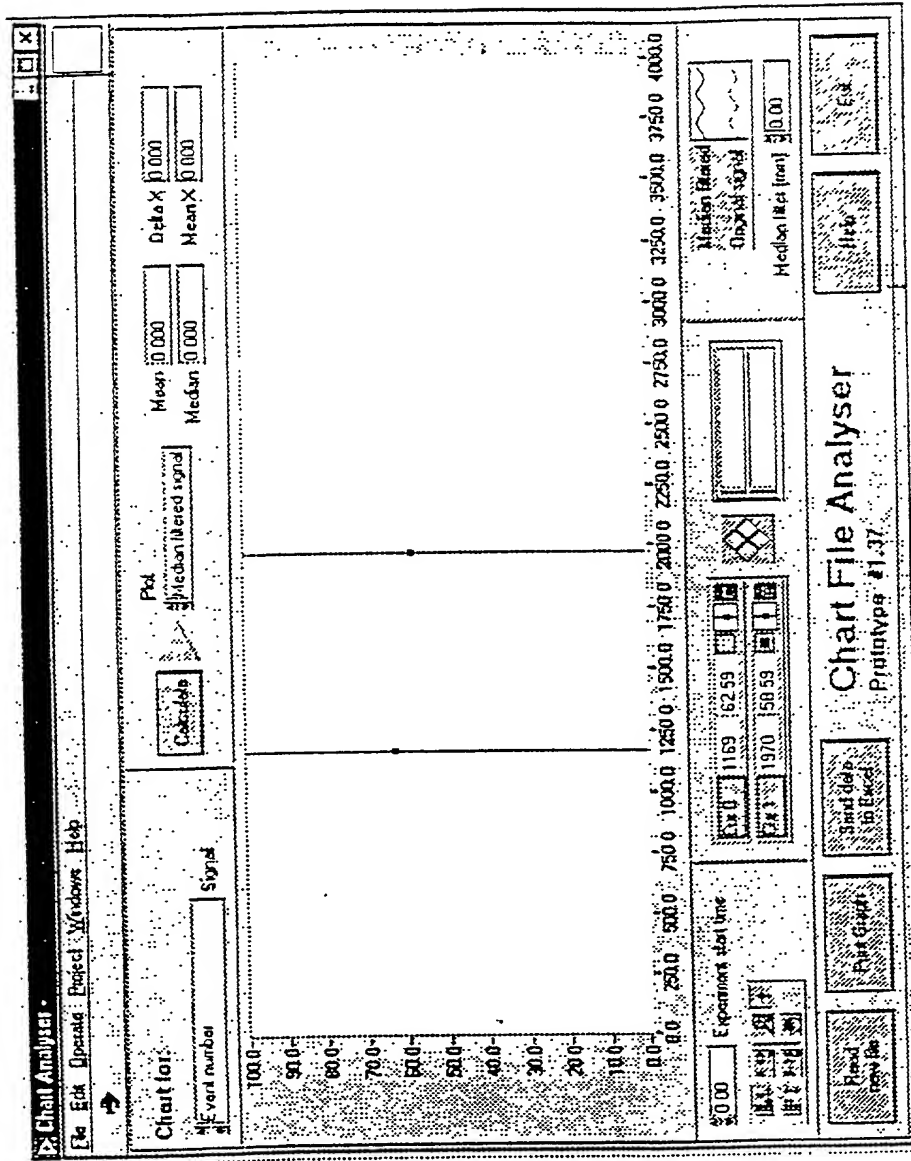 Chart Analyser
File Edit Operate Project Windows Help
Chart for:
Event number
Signal
Calculate
Plot
Median filtered signal
Mean 0.000
Median 0.000
Delta X 0.000
Mean X 0.000
100.0
90.0
80.0
70.0
60.0
50.0
40.0
30.0
20.0
10.0
0.0
0.0 250.0 500.0 750.0 1000.0 1250.0 1500.0 1750.0 2000.0 2250.0 2500.0 2750.0 3000.0 3250.0 3500.0 3750.0 4000.0
0.00 Experiment start time
1169 62.59
1970 58.59
Median filtered
Original signal
Median filter 0.00
Read new file
Print Graph
Send data to Excel
Chart File Analyser
Prototype #1.37
Help
Exit